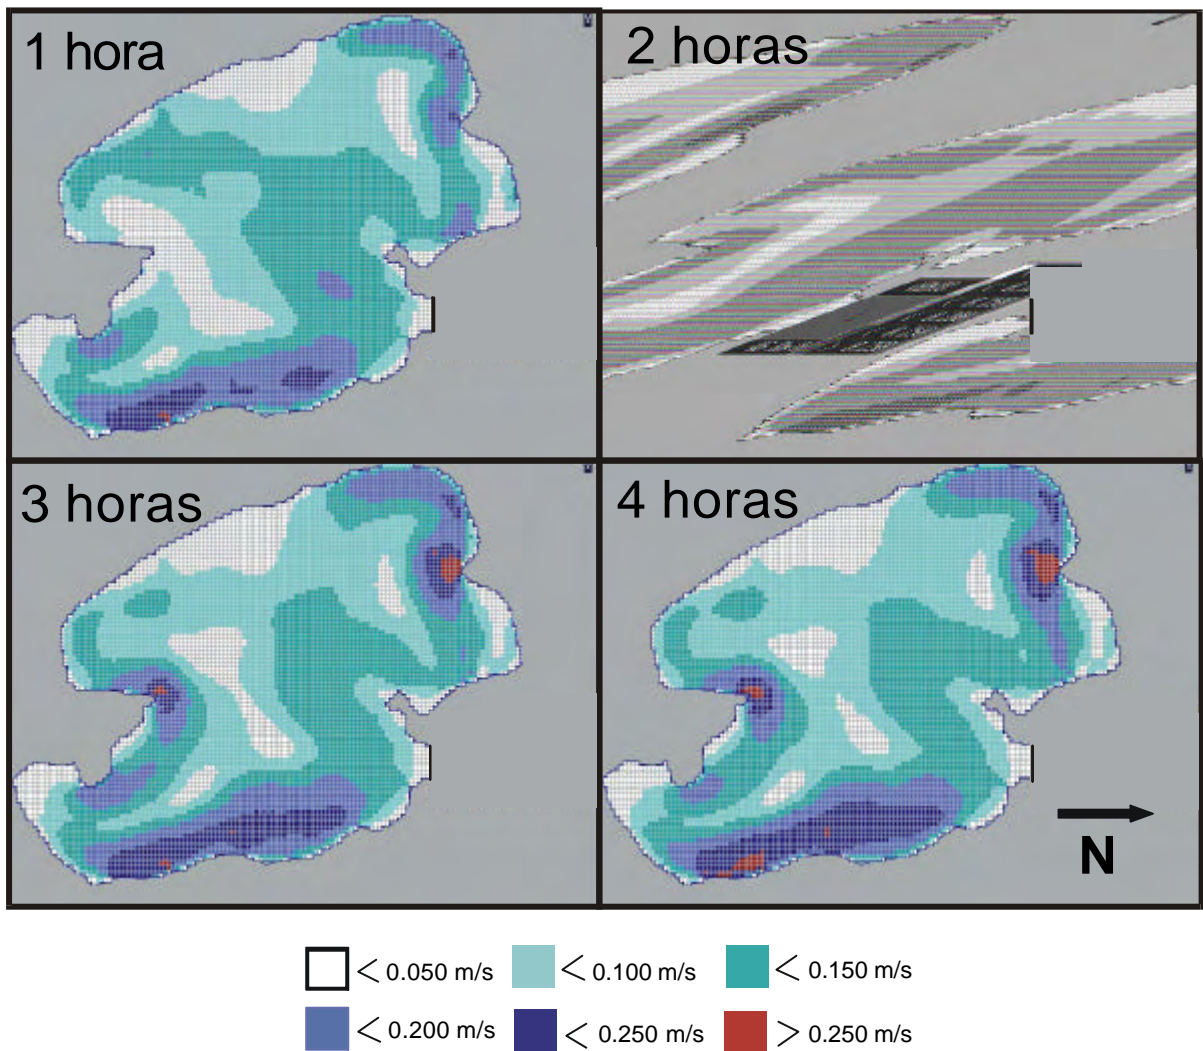 1 hora
2 horas
3 horas
4 horas
N
< 0.050 m/s
< 0.100 m/s
< 0.150 m/s
< 0.200 m/s
< 0.250 m/s
> 0.250 m/s